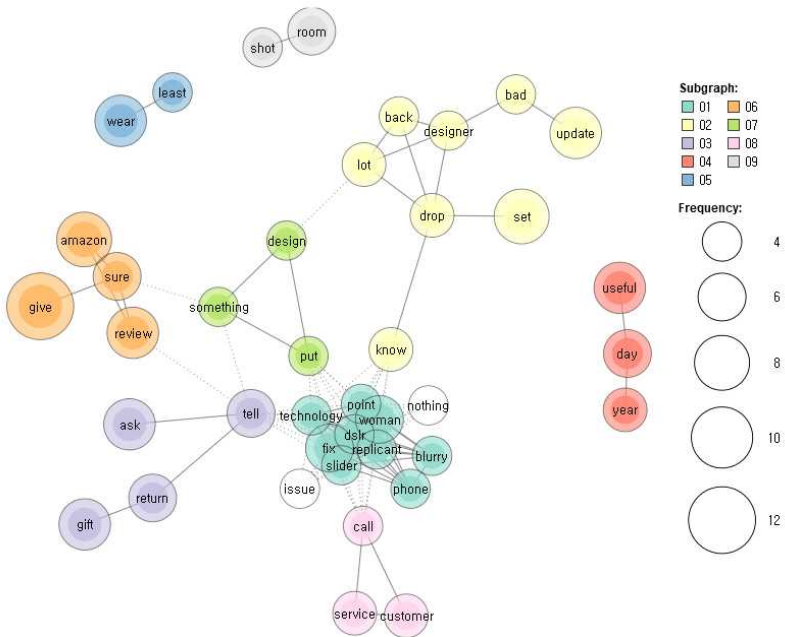 room
shot
least
wear
bad
back
designer
update
lot
drop
set
amazon
design
sure
give
something
review
useful
know
put
day
point
nothing
technology
woman
year
tell
ask
dslr
fix
replicant
blurry
slider
issue
phone
return
gift
call
service
customer
Subgraph:
01 06
02 07
03 08
04 09
05
Frequency:
4
6
8
10
12